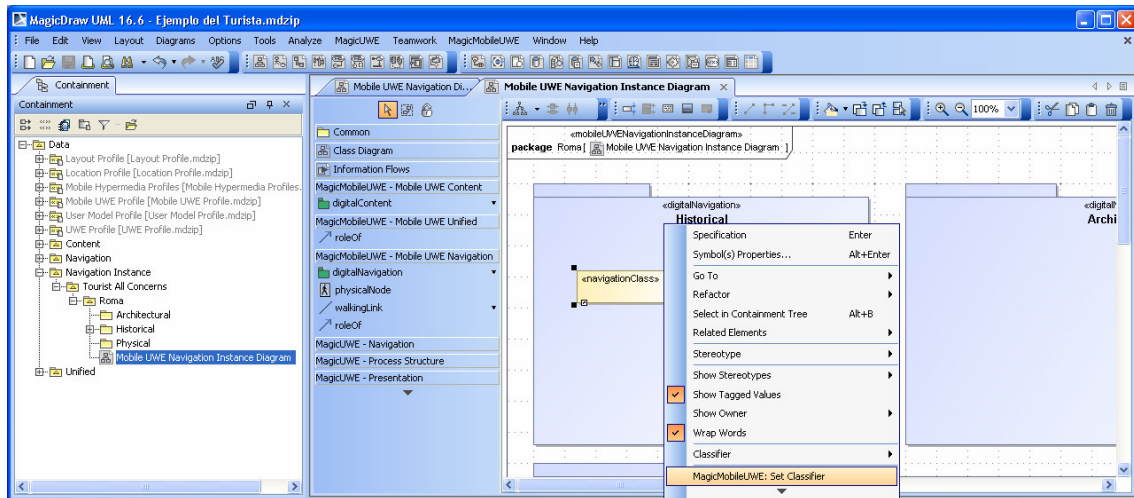 MagicDraw UML 16.6 - Ejemplo del Turista.mdzip
File Edit View Layout Diagrams Options Tools Analyze MagicUWE Teamwork MagicMobileUWE Window Help
Containment
Containment
Data
Layout Profile [Layout Profile.mdzip]
Location Profile [Location Profile.mdzip]
Mobile Hypermedia Profiles [Mobile Hypermedia Profiles.
Mobile UWE Profile [Mobile UWE Profile.mdzip]
User Model Profile [User Model Profile.mdzip]
UWE Profile [UWE Profile.mdzip]
Content
Navigation
Navigation Instance
Tourist All Concerns
Roma
Architectural
Historical
Physical
Mobile UWE Navigation Instance Diagram
Unified
Mobile UWE Navigation Di...
Mobile UWE Navigation Instance Diagram
100%
Common
Class Diagram
Information Flows
MagicMobileUWE - Mobile UWE Content
digitalContent
MagicMobileUWE - Mobile UWE Unified
roleOf
MagicMobileUWE - Mobile UWE Navigation
digitalNavigation
physicalNode
walkingLink
roleOf
MagicUWE - Navigation
MagicUWE - Process Structure
MagicUWE - Presentation
«mobileUWENavigationInstanceDiagram»
package Roma [ Mobile UWE Navigation Instance Diagram ]
«digitalNavigation»
Historical
«digitalN
Archi
«navigationClass»
Specification Enter
Symbol(s) Properties... Alt+Enter
Go To
Refactor
Select in Containment Tree Alt+B
Related Elements
Stereotype
Show Stereotypes
Show Tagged Values
Show Owner
Wrap Words
Classifier
MagicMobileUWE: Set Classifier